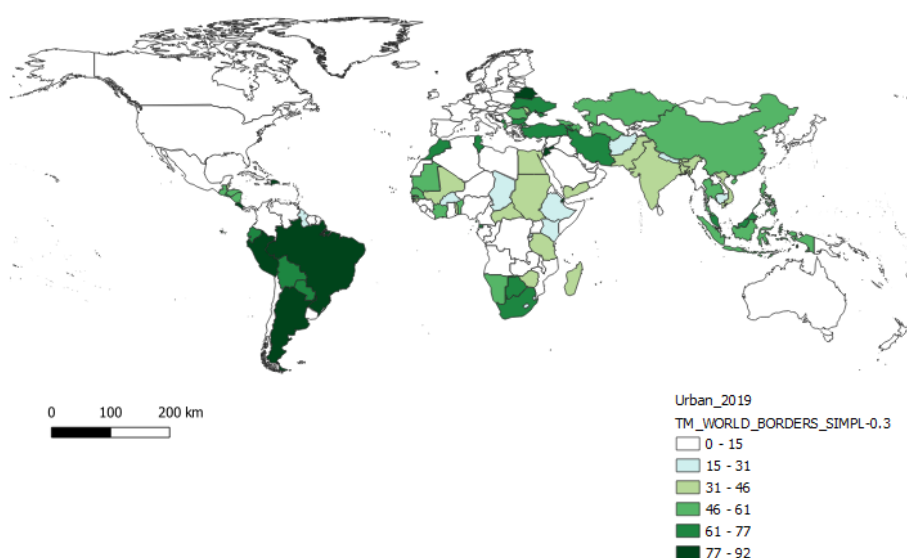 0 100 200 km
Urban_2019
TM_WORLD_BORDERS_SIMPL-0.3
0 - 15
15 - 31
31 - 46
46 - 61
61 - 77
77 - 92